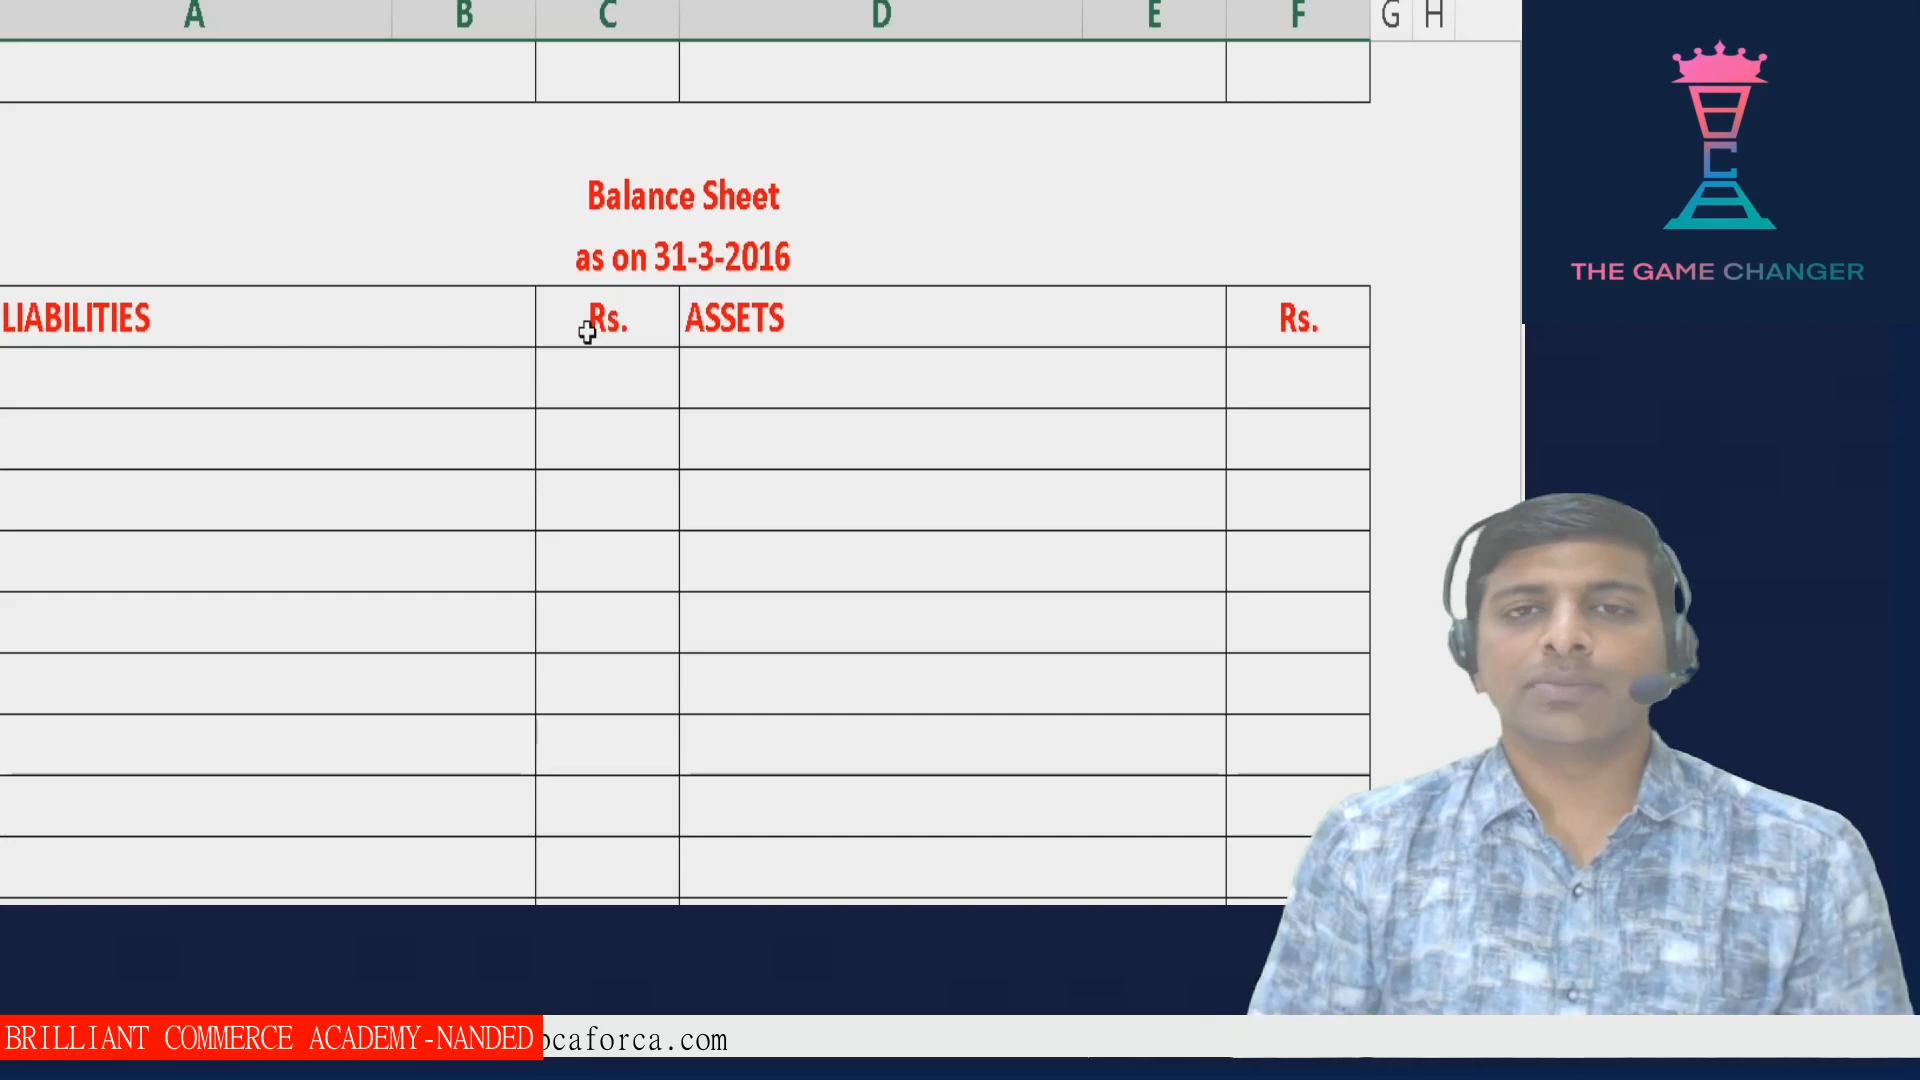 A B C D E F G H
Balance Sheet
as on 31-3-2016
LIABILITIES Rs. ASSETS Rs.
THE GAME CHANGER
BRILLIANT COMMERCE ACADEMY-NANDED
bcaforca.com